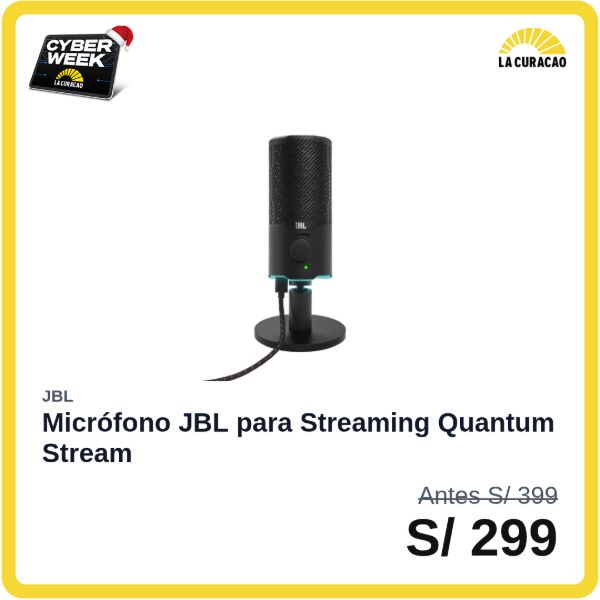 CYBER
WEEK
LA CURACAO
LA CURACAO
JBL
JBL
Micrófono JBL para Streaming Quantum
Stream
Antes S/ 399
S/ 299